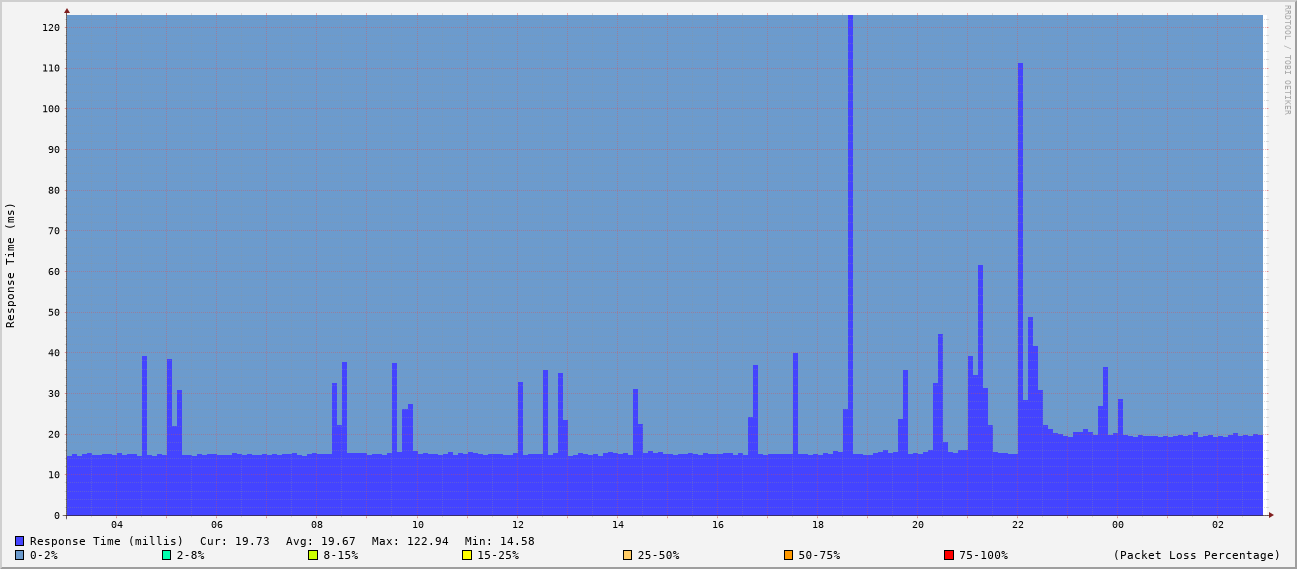 RRDTOOL / TOBI OETIKER
120
110
100
90
80
70
60
50
40
30
20
10
0
Response Time (ms)
04 06 08 10 12 14 16 18 20 22 00 02
Response Time (millis) Cur: 19.73 Avg: 19.67 Max: 122.94 Min: 14.58
0-2% 2-8% 8-15% 15-25% 25-50% 50-75% 75-100% (Packet Loss Percentage)